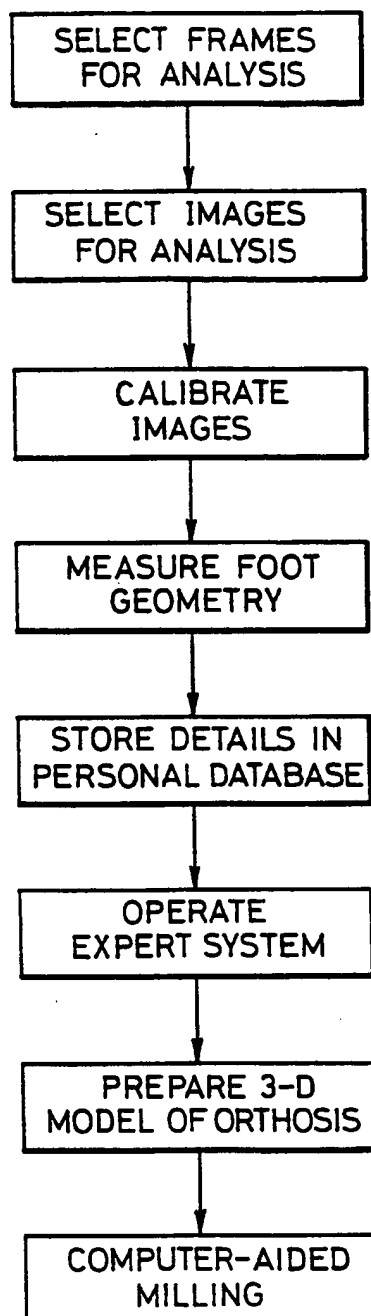 SELECT FRAMES
FOR ANALYSIS
SELECT IMAGES
FOR ANALYSIS
CALIBRATE
IMAGES
MEASURE FOOT
GEOMETRY
STORE DETAILS IN
PERSONAL DATABASE
OPERATE
EXPERT SYSTEM
PREPARE 3-D
MODEL OF ORTHOSIS
COMPUTER-AIDED
MILLING